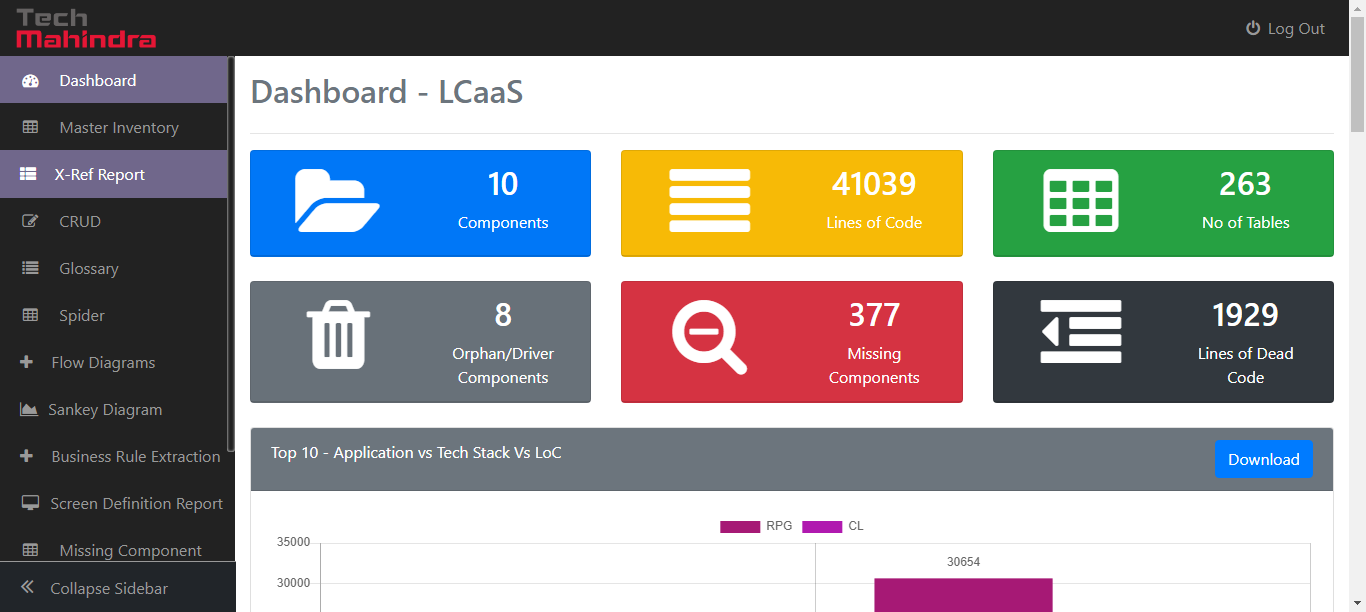 Tech
Mahindra
Log Out
Dashboard
Master Inventory
X-Ref Report
CRUD
Glossary
Spider
Flow Diagrams
Sankey Diagram
Business Rule Extraction
Screen Definition Report
Missing Component
Collapse Sidebar
Dashboard - LCaaS
10
Components
41039
Lines of Code
263
No of Tables
8
Orphan/Driver
Components
377
Missing
Components
1929
Lines of Dead
Code
Top 10 - Application vs Tech Stack Vs LoC
Download
RPG CL
35000
30654
30000